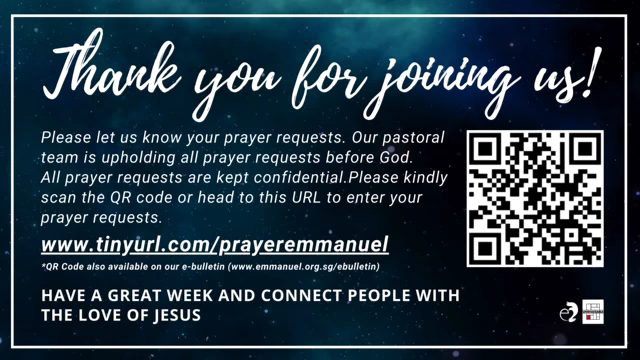 Thank you for joining us!
Please let us know your prayer requests. Our pastoral
team is upholding all prayer requests before God.
All prayer requests are kept confidential.Please kindly
scan the QR code or head to this URL to enter your
prayer requests.
www.tinyurl.com/prayeremmanuel
*QR Code also available on our e-bulletin (www.emmanuel.org.sg/ebulletin)
HAVE A GREAT WEEK AND CONNECT PEOPLE WITH
THE LOVE OF JESUS